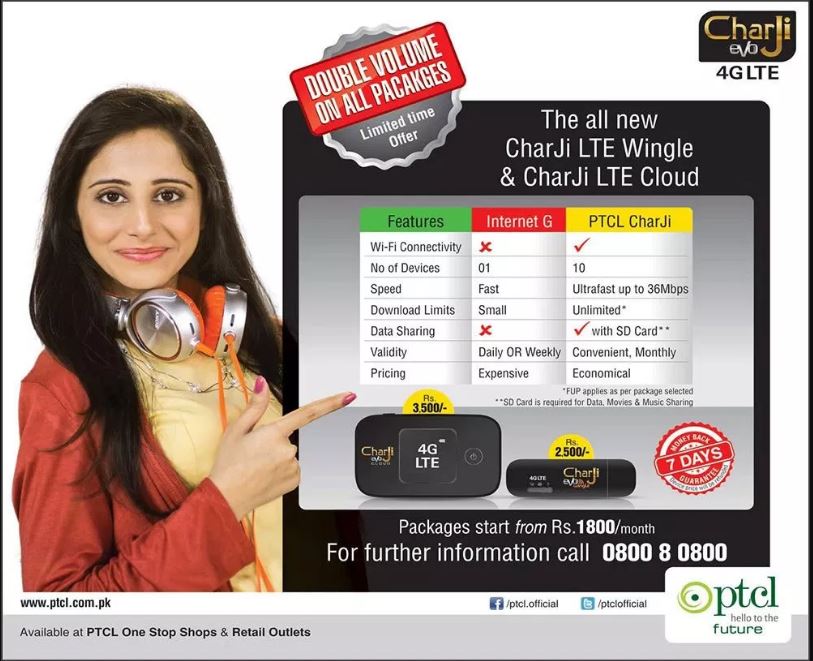 CharJi
evo
4G LTE
DOUBLE VOLUME
ON ALL PACAKGES
Limited time
Offer
The all new
CharJi LTE Wingle
& CharJi LTE Cloud
Features Internet G PTCL CharJi
Wi-Fi Connectivity ✘ ✓
No of Devices 01 10
Speed Fast Ultrafast up to 36Mbps
Download Limits Small Unlimited*
Data Sharing ✘ ✓ with SD Card**
Validity Daily OR Weekly Convenient, Monthly
Pricing Expensive Economical
*FUP applies as per package selected
**SD Card is required for Data, Movies & Music Sharing
Rs.
3,500/-
CharJi
evo
CLOUD
4G
LTE
Rs.
2,500/-
4G LTE
CharJi
evo
MONEY BACK
7 DAYS
GUARANTEE
Packages start from Rs.1800/month
For further information call 0800 8 0800
www.ptcl.com.pk
/ptcl.official
/ptclofficial
ptcl
hello to the
future
Available at PTCL One Stop Shops & Retail Outlets